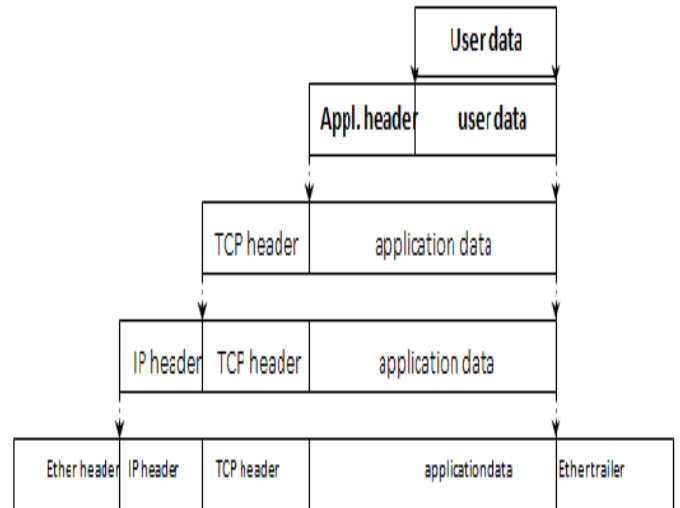 User data
Appl. header user data
TCP header application data
IP header TCP header application data
Ether header IP header TCP header applicationdata Ethertrailer